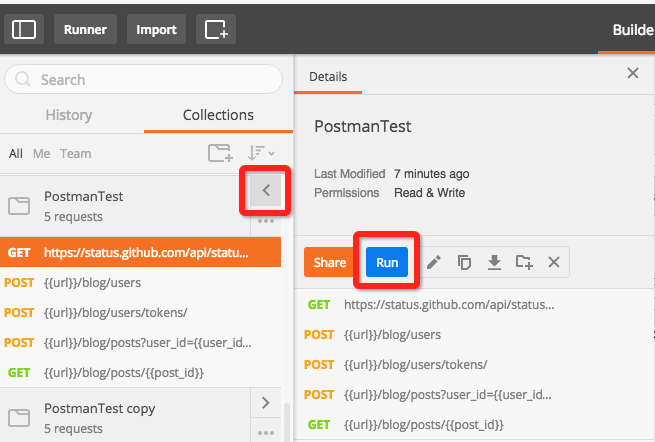 Runner
Import
Builde
Search
History
Collections
All Me Team
PostmanTest
5 requests
GET https://status.github.com/api/statu...
POST {{url}}/blog/users
POST {{url}}/blog/users/tokens/
POST {{url}}/blog/posts?user_id={{user_id...
GET {{url}}/blog/posts/{{post_id}}
PostmanTest copy
5 requests
Details
PostmanTest
Last Modified 7 minutes ago
Permissions Read & Write
Share
Run
GET https://status.github.com/api/status...
POST {{url}}/blog/users
POST {{url}}/blog/users/tokens/
POST {{url}}/blog/posts?user_id={{user_id...
GET {{url}}/blog/posts/{{post_id}}